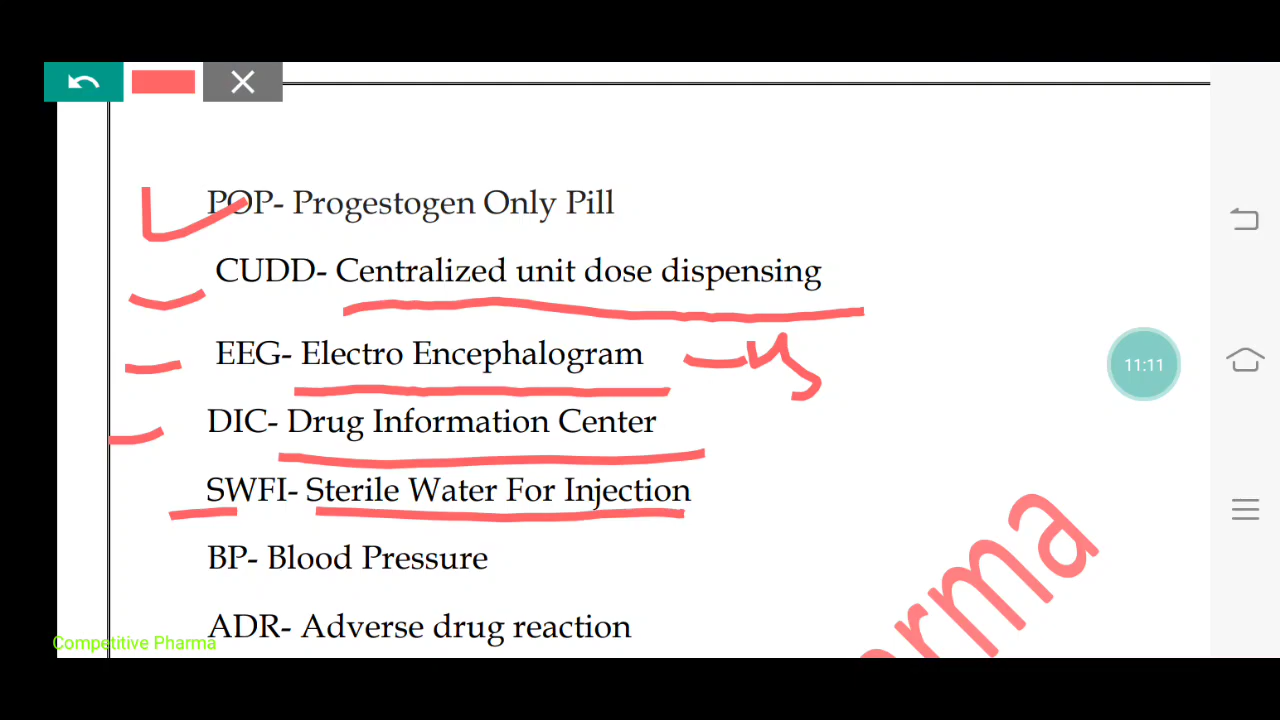 POP- Progestogen Only Pill
CUDD- Centralized unit dose dispensing
EEG- Electro Encephalogram
DIC- Drug Information Center
11:11
SWFI- Sterile Water For Injection
BP- Blood Pressure
ADR- Adverse drug reaction
Competitive Pharma